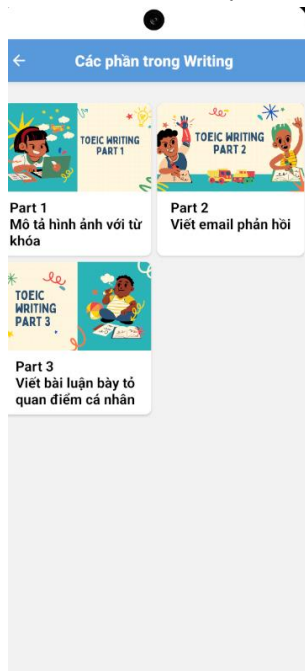 Các phần trong Writing
TOEIC WRITING
PART 1
TOEIC WRITING
PART 2
Part 1
Mô tả hình ảnh với từ
khóa
Part 2
Viết email phản hồi
TOEIC
WRITING
PART 3
Part 3
Viết bài luận bày tỏ
quan điểm cá nhân